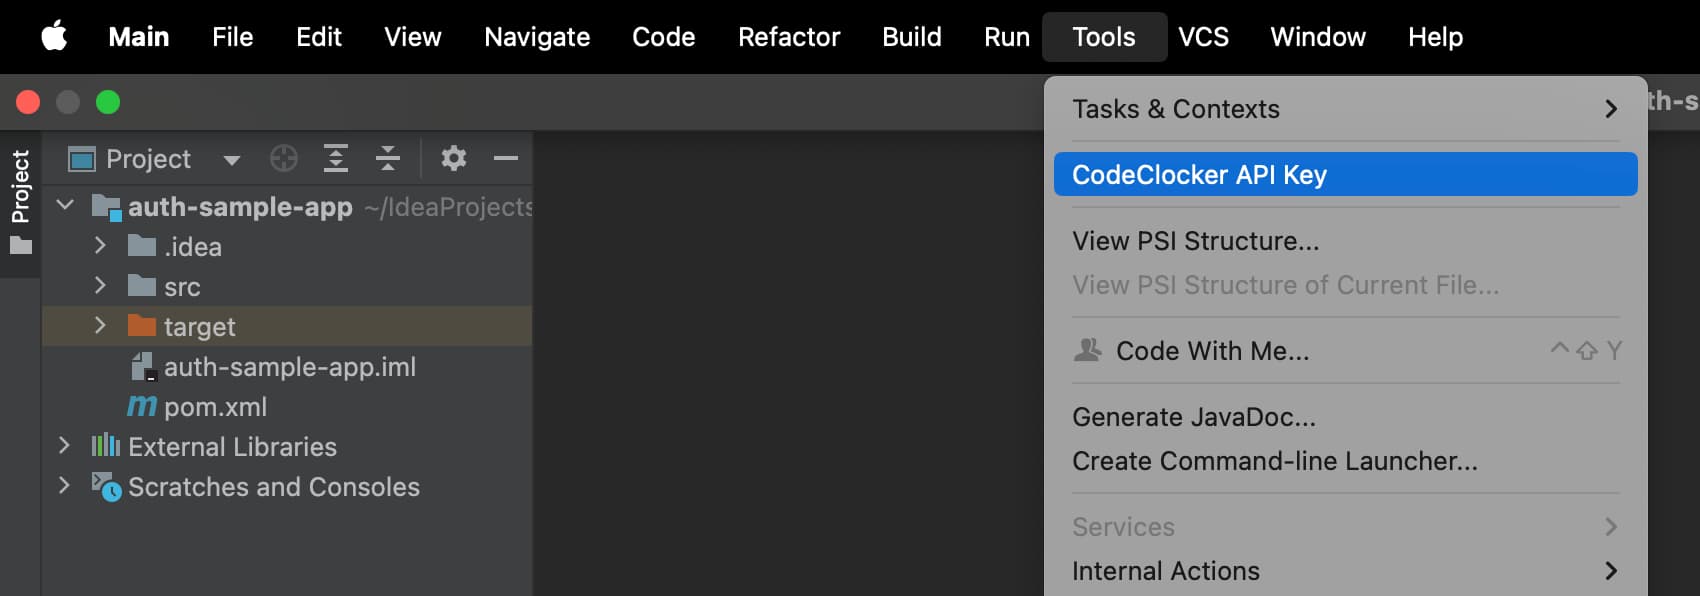 Main File Edit View Navigate Code Refactor Build Run Tools VCS Window Help
Project
Project
auth-sample-app ~/IdeaProjects
.idea
src
target
auth-sample-app.iml
m pom.xml
External Libraries
Scratches and Consoles
Tasks & Contexts
CodeClocker API Key
View PSI Structure...
View PSI Structure of Current File...
Code With Me... ^⇧Y
Generate JavaDoc...
Create Command-line Launcher...
Services
Internal Actions
th-s